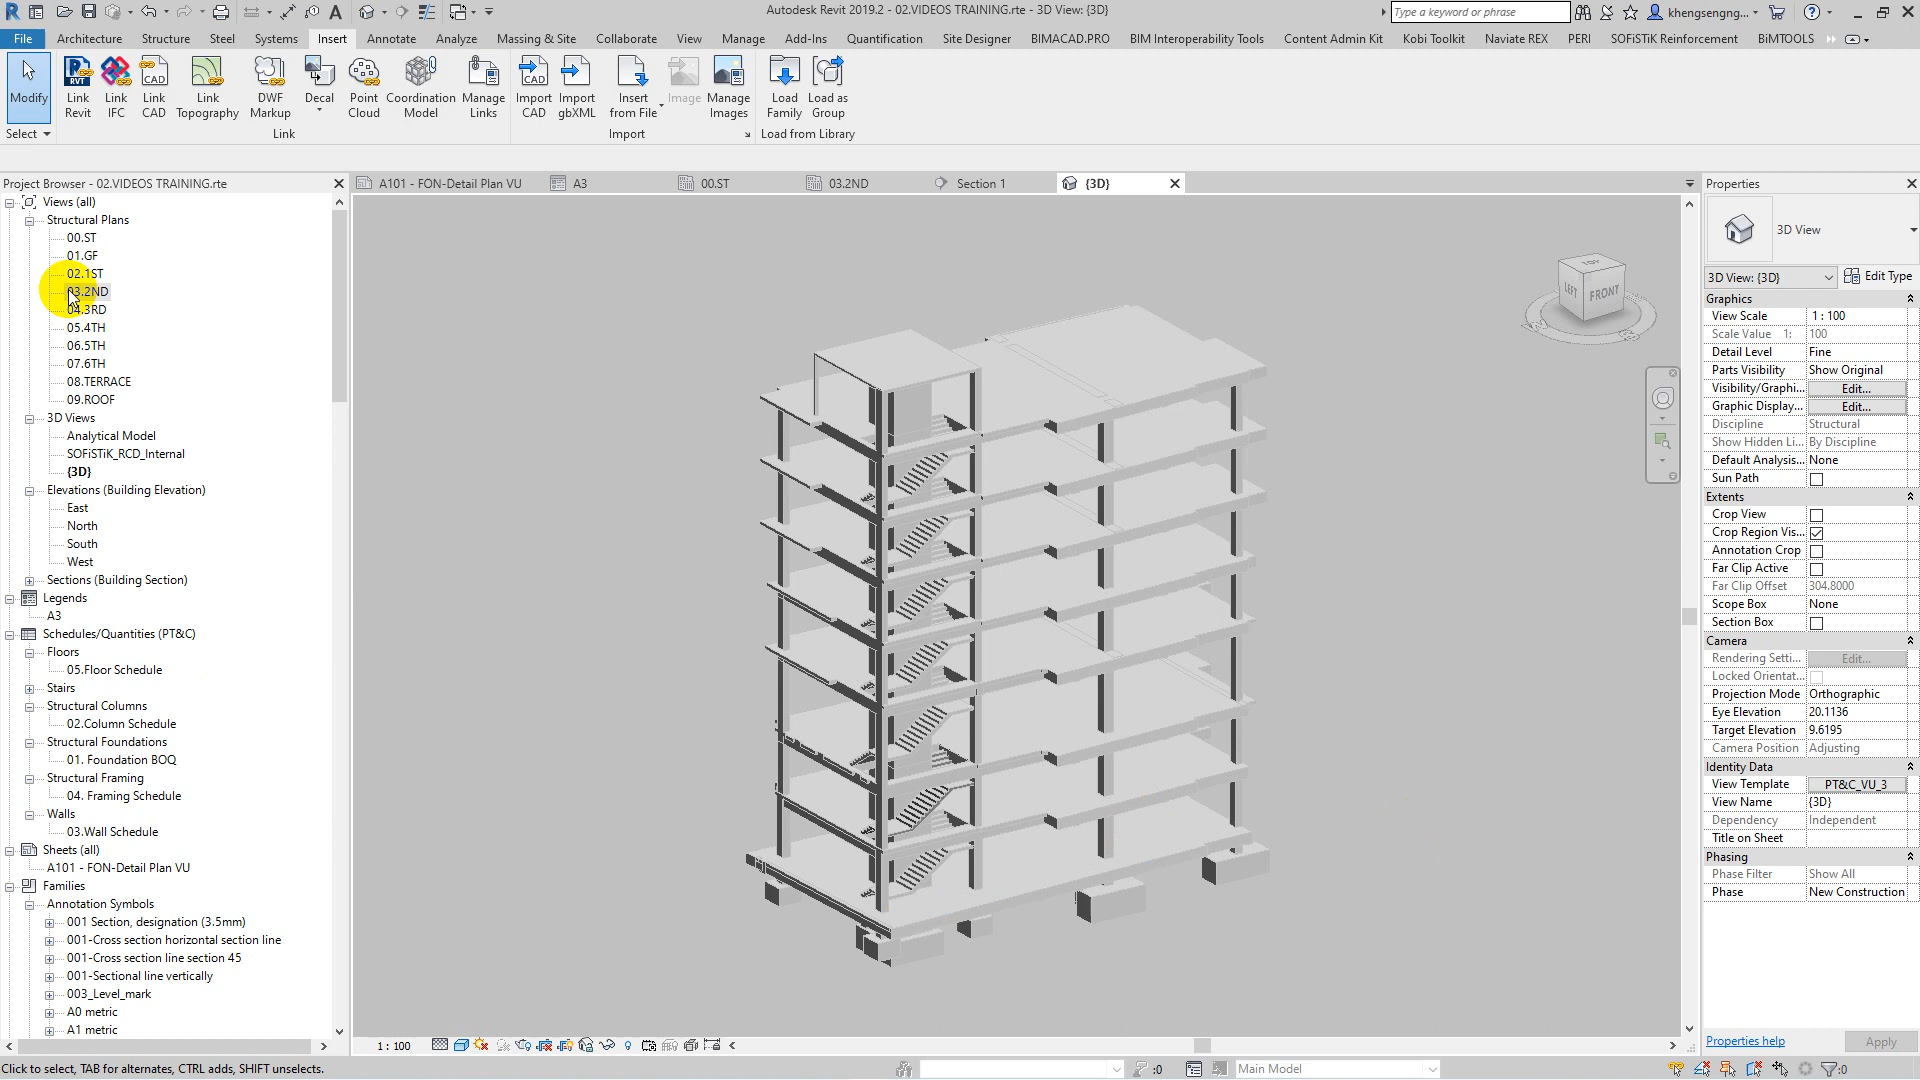 Autodesk Revit 2019.2 - 02.VIDEOS TRAINING.rte - 3D View: {3D}
Type a keyword or phrase
khengsengng...
File Architecture Structure Steel Systems Insert Annotate Analyze Massing & Site Collaborate View Manage Add-Ins Quantification Site Designer BIMACAD.PRO BIM Interoperability Tools Content Admin Kit Kobi Toolkit Naviate REX PERI SOFiSTiK Reinforcement BiMTOOLS
Modify
Link Revit
Link IFC
Link CAD
Link Topography
DWF Markup
Decal
Point Cloud
Coordination Model
Manage Links
Import CAD
Import gbXML
Insert from File
Image
Manage Images
Load Family
Load as Group
Select
Link
Import
Load from Library
Project Browser - 02.VIDEOS TRAINING.rte
A101 - FON-Detail Plan VU
A3
00.ST
03.2ND
Section 1
{3D}
Views (all)
Structural Plans
00.ST
01.GF
02.1ST
03.2ND
04.3RD
05.4TH
06.5TH
07.6TH
08.TERRACE
09.ROOF
3D Views
Analytical Model
SOFiSTiK_RCD_Internal
{3D}
Elevations (Building Elevation)
East
North
South
West
Sections (Building Section)
Legends
A3
Schedules/Quantities (PT&C)
Floors
05.Floor Schedule
Stairs
Structural Columns
02.Column Schedule
Structural Foundations
01. Foundation BOQ
Structural Framing
04. Framing Schedule
Walls
03.Wall Schedule
Sheets (all)
A101 - FON-Detail Plan VU
Families
Annotation Symbols
001 Section, designation (3.5mm)
001-Cross section horizontal section line
001-Cross section line section 45
001-Sectional line vertically
003_Level_mark
A0 metric
A1 metric
TOP
LEFT
FRONT
W
S
1 : 100
Properties
3D View
3D View: {3D}
Edit Type
Graphics
View Scale 1 : 100
Scale Value 1: 100
Detail Level Fine
Parts Visibility Show Original
Visibility/Graphi... Edit...
Graphic Display... Edit...
Discipline Structural
Show Hidden Li... By Discipline
Default Analysis... None
Sun Path
Extents
Crop View
Crop Region Vis...
Annotation Crop
Far Clip Active
Far Clip Offset 304.8000
Scope Box None
Section Box
Camera
Rendering Setti... Edit...
Locked Orientat...
Projection Mode Orthographic
Eye Elevation 20.1136
Target Elevation 9.6195
Camera Position Adjusting
Identity Data
View Template PT&C_VU_3
View Name {3D}
Dependency Independent
Title on Sheet
Phasing
Phase Filter Show All
Phase New Construction
Properties help
Apply
Click to select, TAB for alternates, CTRL adds, SHIFT unselects.
:0
Main Model
:0